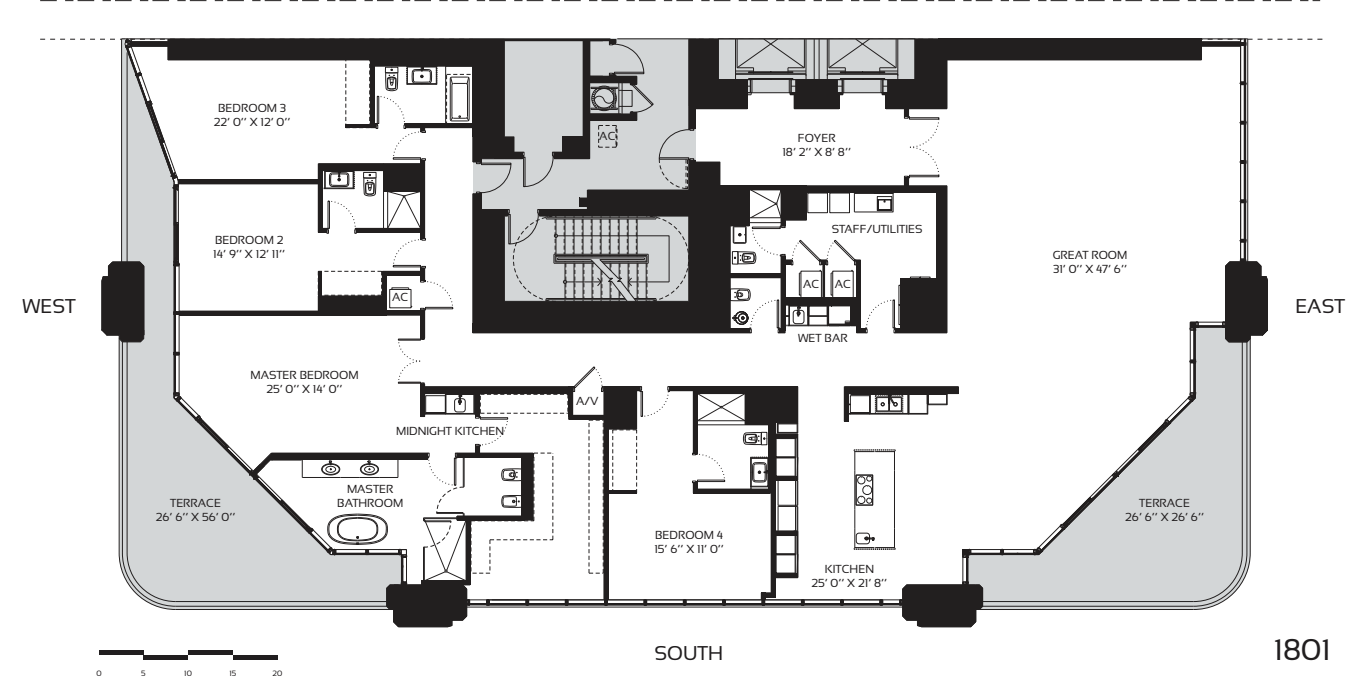 BEDROOM 3
22' 0'' X 12' 0''
AC
FOYER
18' 2'' X 8' 8''
BEDROOM 2
14' 9'' X 12' 11''
STAFF/UTILITIES
GREAT ROOM
31' 0'' X 47' 6''
AC
AC
AC
WEST
EAST
WET BAR
MASTER BEDROOM
25' 0'' X 14' 0''
A/V
MIDNIGHT KITCHEN
MASTER
BATHROOM
TERRACE
26' 6'' X 56' 0''
TERRACE
26' 6'' X 26' 6''
BEDROOM 4
15' 6'' X 11' 0''
KITCHEN
25' 0'' X 21' 8''
SOUTH
1801
0 5 10 15 20